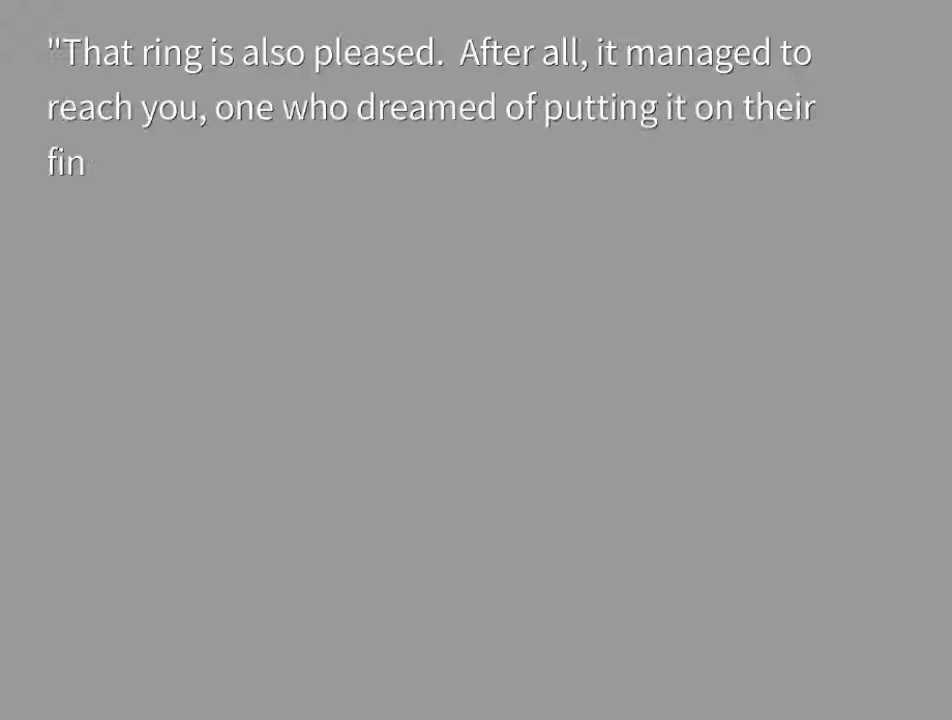 "That ring is also pleased.  After all, it managed to
reach you, one who dreamed of putting it on their
fin